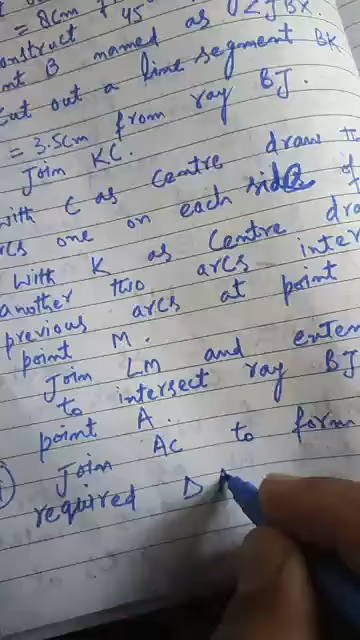 = 8cm 45°
onstruct
nt B named as ∠JBX.
cut out a line segment BK
= 3.5cm from ray BJ.
Join KC.
with C as centre draw
arcs one on each side of
With K as centre dra
another two arcs inter
previous arcs at point
point M.
Join LM and exten
to intersect ray BJ
point A.
Join AC to form
required Δ A